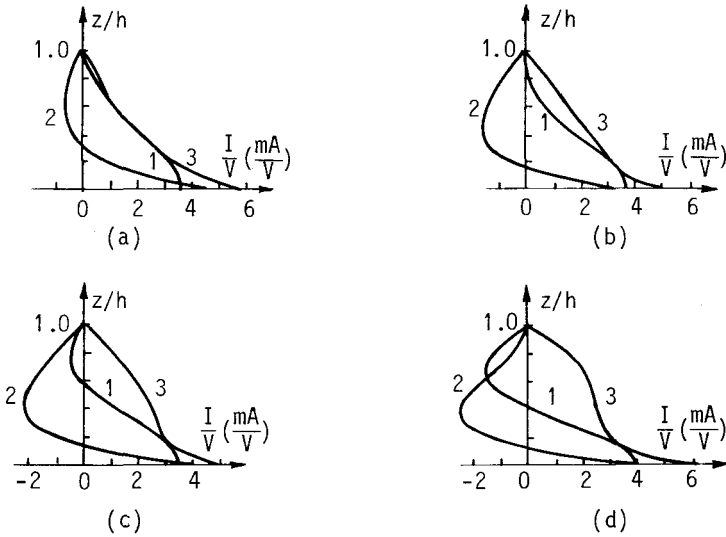 z/h
1.0
2
1
3
I/V (mA/V)
0 2 4 6
(a)
z/h
1.0
2
1
3
I/V (mA/V)
0 2 4 6
(b)
z/h
1.0
2
1
3
I/V (mA/V)
-2 0 2 4
(c)
z/h
1.0
2
1
3
I/V (mA/V)
-2 0 2 4 6
(d)